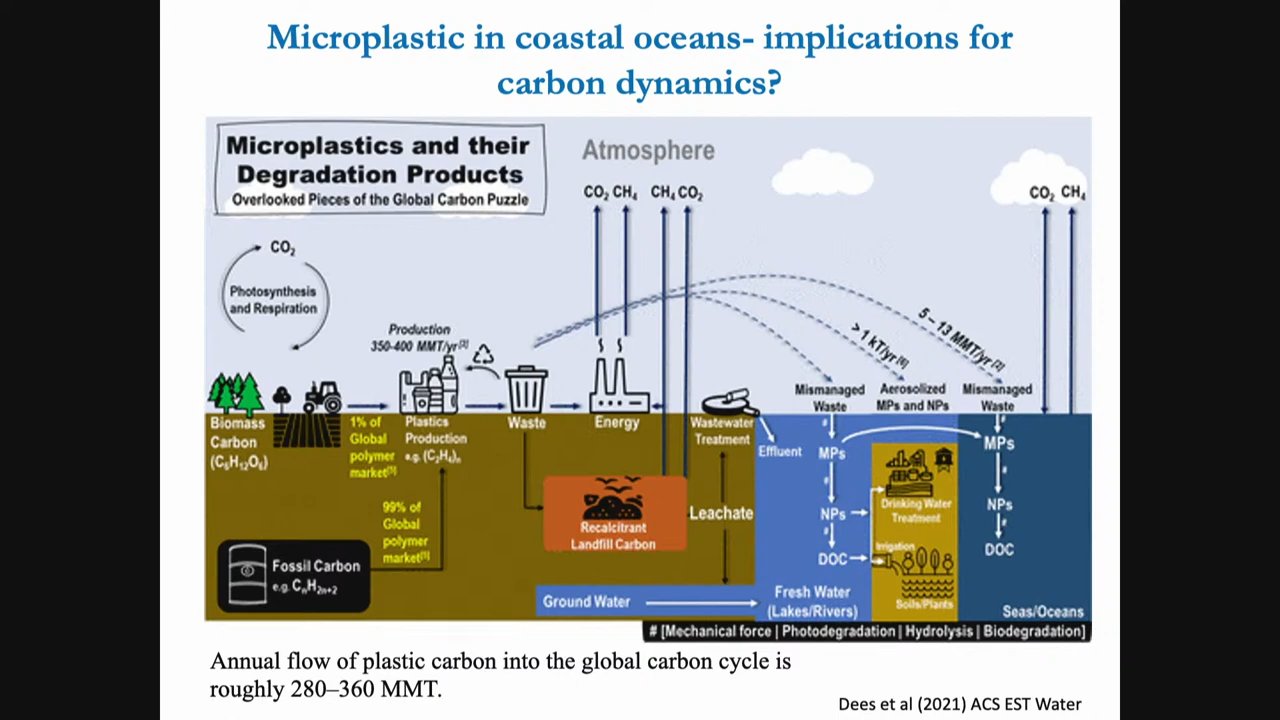 Microplastic in coastal oceans- implications for
carbon dynamics?
Microplastics and their
Degradation Products
Overlooked Pieces of the Global Carbon Puzzle
Atmosphere
CO₂ CH₄ CH₄ CO₂
CO₂ CH₄
CO₂
Photosynthesis
and Respiration
Production
350-400 MMT/yr[2]
> 1 kT/yr[6]
5 – 13 MMT/yr[2]
Biomass
Carbon
(C₆H₁₂O₆)
1% of
Global
polymer
market[5]
Plastics
Production
e.g. (C₂H₄)ₙ
Waste
Energy
Wastewater
Treatment
Effluent
Mismanaged
Waste
Aerosolized
MPs and NPs
Mismanaged
Waste
#
MPs
#
NPs
#
DOC
#
MPs
#
NPs
#
DOC
Drinking Water
Treatment
Irrigation
Soils/Plants
99% of
Global
polymer
market[5]
Fossil Carbon
e.g. CₙH₂ₙ₊₂
Recalcitrant
Landfill Carbon
Leachate
Ground Water
Fresh Water
(Lakes/Rivers)
Seas/Oceans
# [Mechanical force | Photodegradation | Hydrolysis | Biodegradation]
Annual flow of plastic carbon into the global carbon cycle is
roughly 280–360 MMT.
Dees et al (2021) ACS EST Water